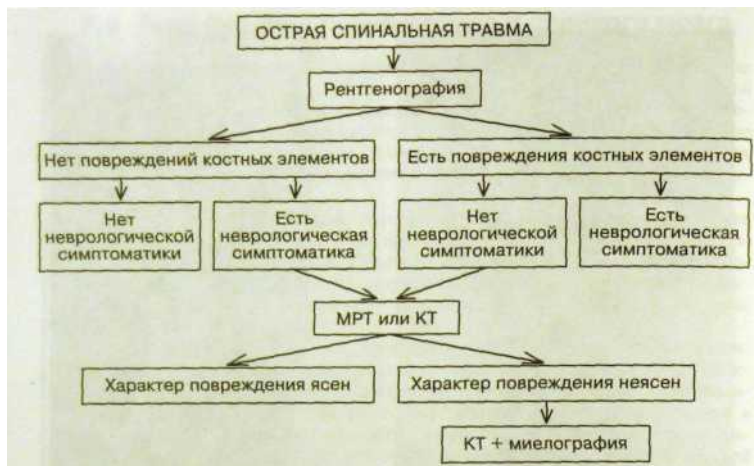 ОСТРАЯ СПИНАЛЬНАЯ ТРАВМА
Рентгенография
Нет повреждений костных элементов
Есть повреждения костных элементов
Нет
неврологической
симптоматики
Есть
неврологическая
симптоматика
Нет
неврологической
симптоматики
Есть
неврологическая
симптоматика
МРТ или КТ
Характер повреждения ясен
Характер повреждения неясен
КТ + миелография